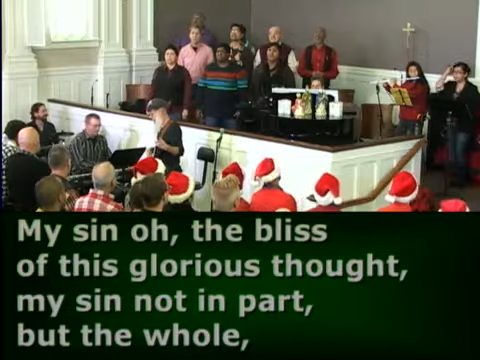 My sin oh, the bliss
of this glorious thought,
my sin not in part,
but the whole,